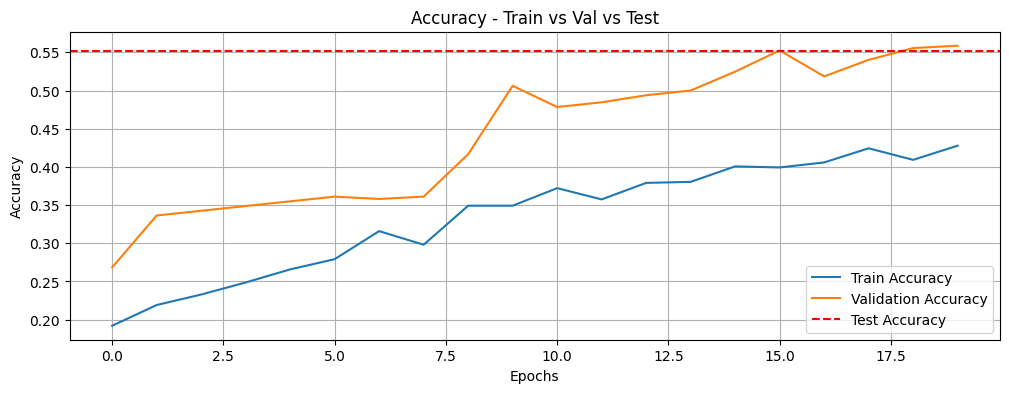 Accuracy - Train vs Val vs Test
Accuracy
0.55
0.50
0.45
0.40
0.35
0.30
0.25
0.20
Train Accuracy
Validation Accuracy
Test Accuracy
0.0 2.5 5.0 7.5 10.0 12.5 15.0 17.5
Epochs